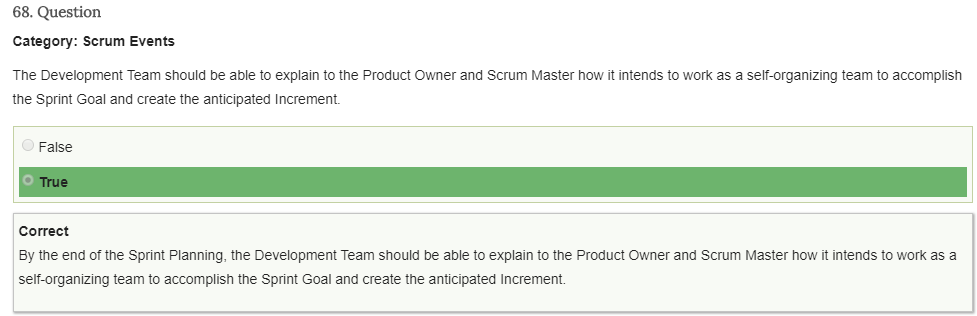 68. Question
Category: Scrum Events
The Development Team should be able to explain to the Product Owner and Scrum Master how it intends to work as a self-organizing team to accomplish
the Sprint Goal and create the anticipated Increment.
False
True
Correct
By the end of the Sprint Planning, the Development Team should be able to explain to the Product Owner and Scrum Master how it intends to work as a
self-organizing team to accomplish the Sprint Goal and create the anticipated Increment.